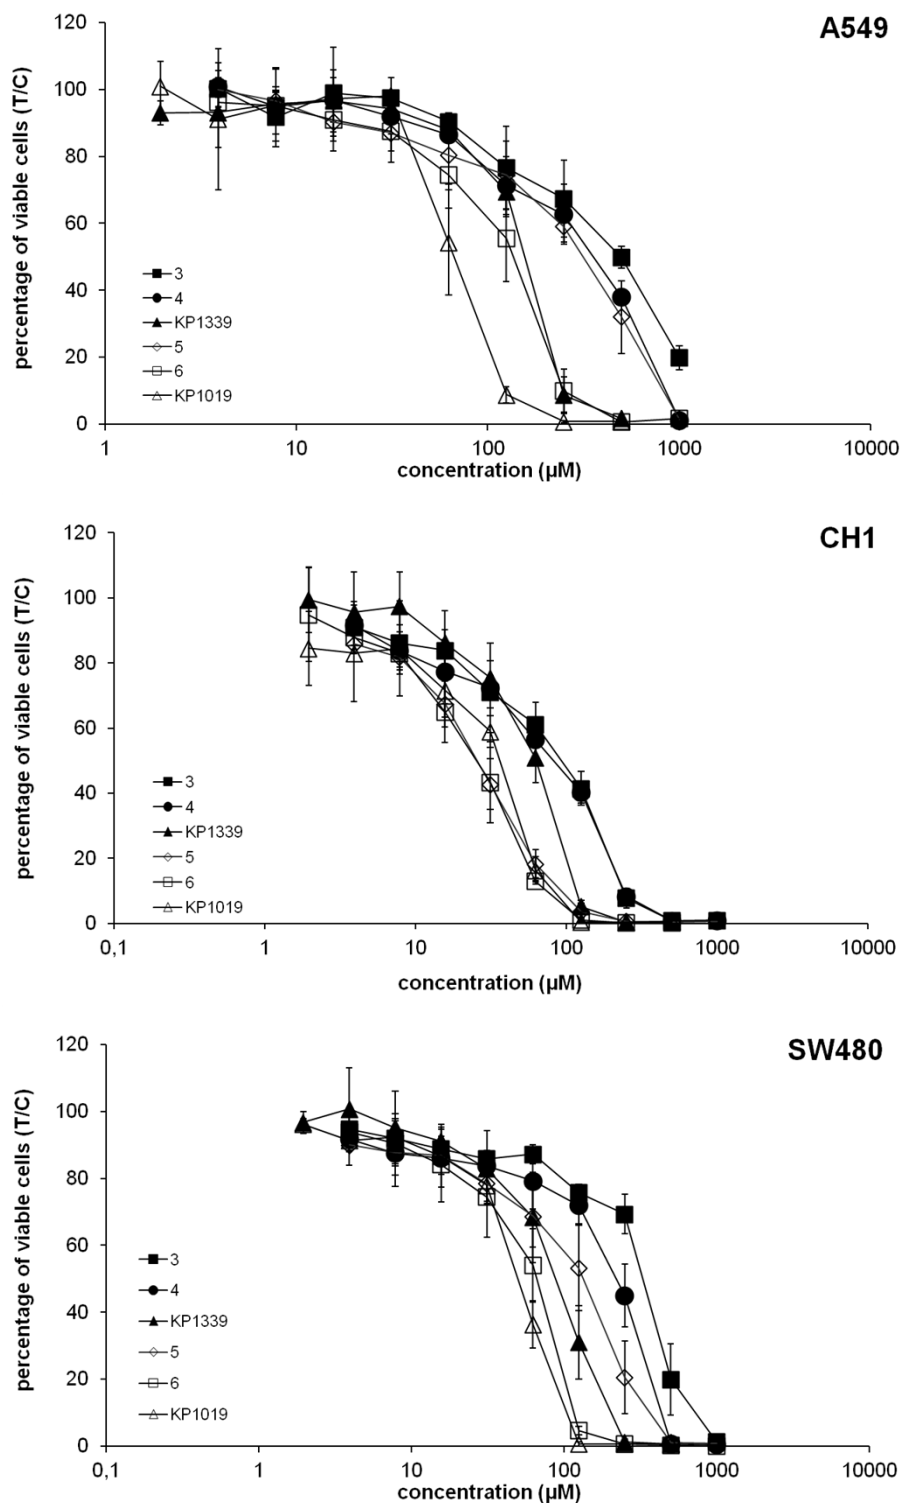 A549
percentage of viable cells (T/C)
120
100
80
60
40
20
0
3
4
KP1339
5
6
KP1019
1 10 100 1000 10000
concentration (µM)
CH1
percentage of viable cells (T/C)
120
100
80
60
40
20
0
3
4
KP1339
5
6
KP1019
0,1 1 10 100 1000 10000
concentration (µM)
SW480
percentage of viable cells (T/C)
120
100
80
60
40
20
0
3
4
KP1339
5
6
KP1019
0,1 1 10 100 1000 10000
concentration (µM)